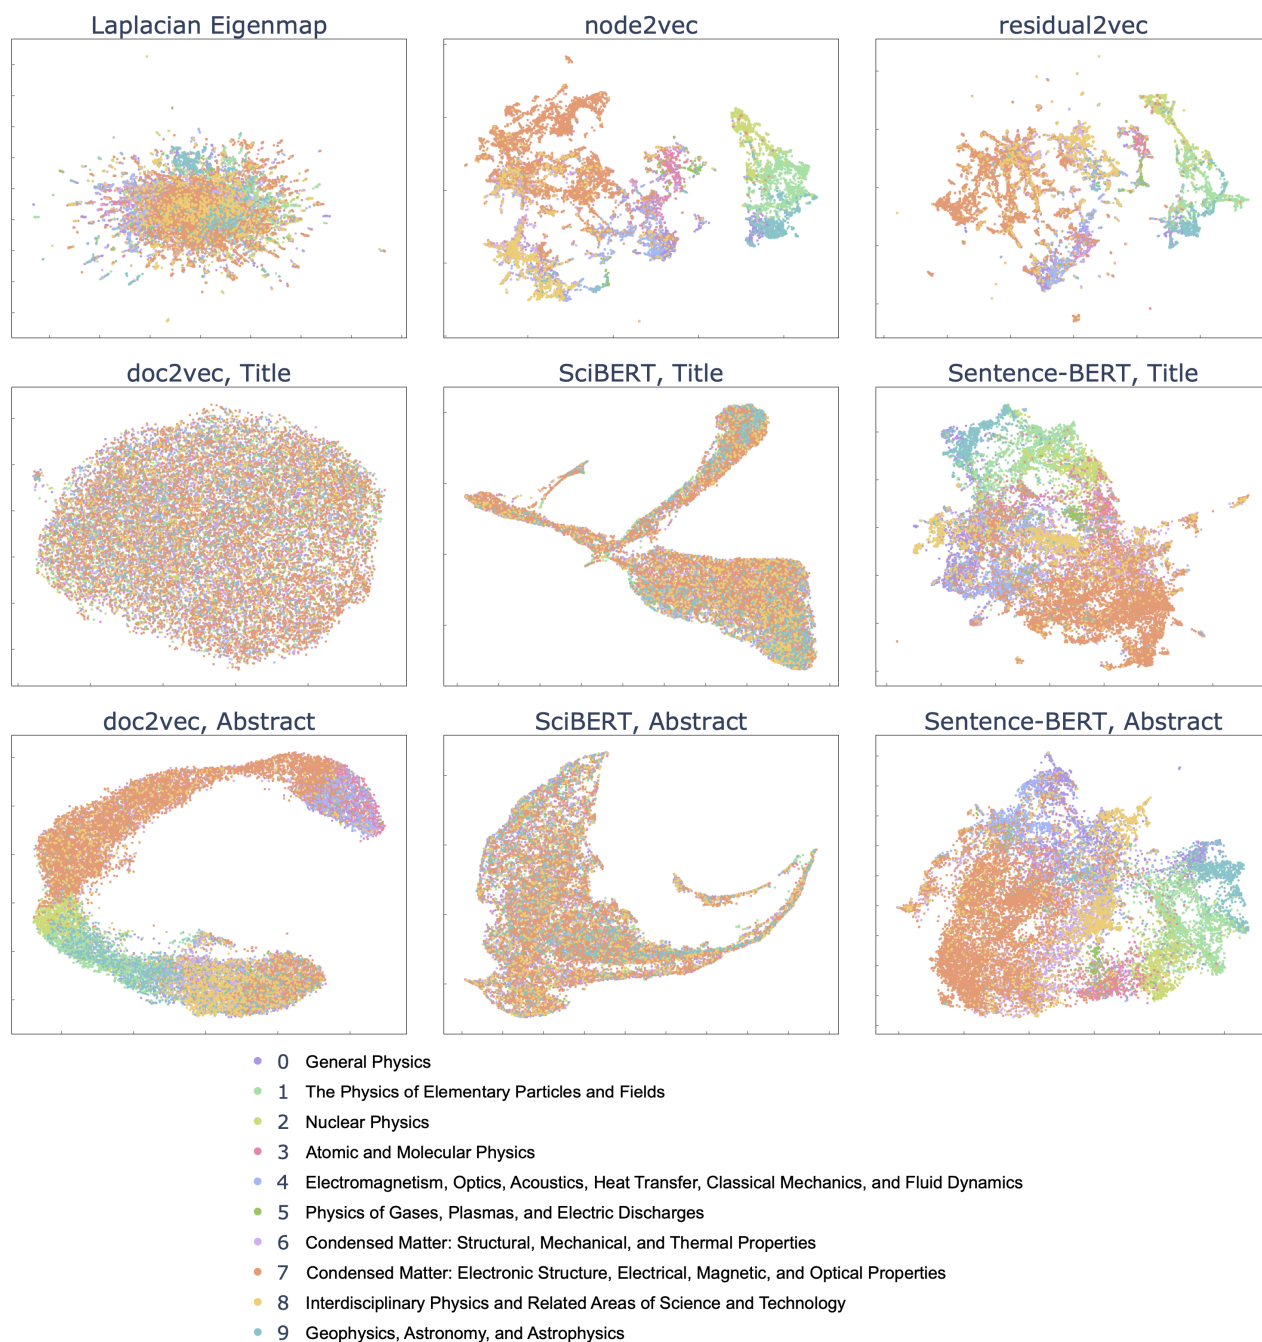 Laplacian Eigenmap
node2vec
residual2vec
doc2vec, Title
SciBERT, Title
Sentence-BERT, Title
doc2vec, Abstract
SciBERT, Abstract
Sentence-BERT, Abstract
0 General Physics
1 The Physics of Elementary Particles and Fields
2 Nuclear Physics
3 Atomic and Molecular Physics
4 Electromagnetism, Optics, Acoustics, Heat Transfer, Classical Mechanics, and Fluid Dynamics
5 Physics of Gases, Plasmas, and Electric Discharges
6 Condensed Matter: Structural, Mechanical, and Thermal Properties
7 Condensed Matter: Electronic Structure, Electrical, Magnetic, and Optical Properties
8 Interdisciplinary Physics and Related Areas of Science and Technology
9 Geophysics, Astronomy, and Astrophysics